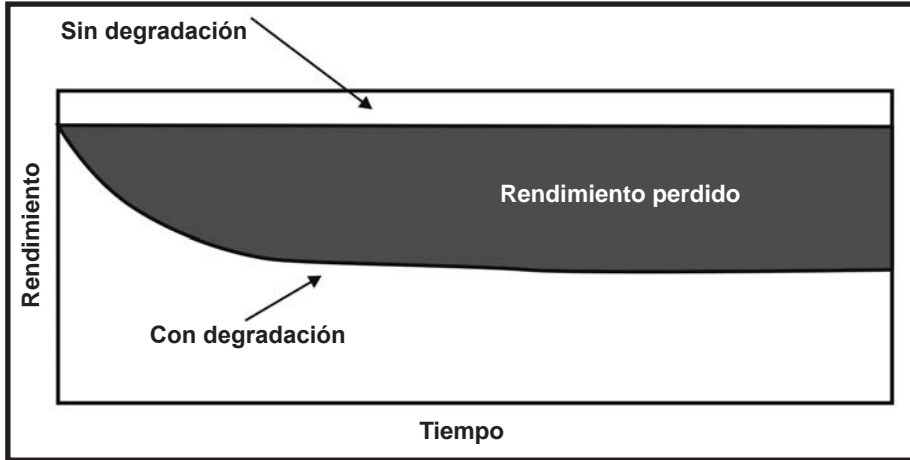 Sin degradación
Rendimiento perdido
Rendimiento
Con degradación
Tiempo